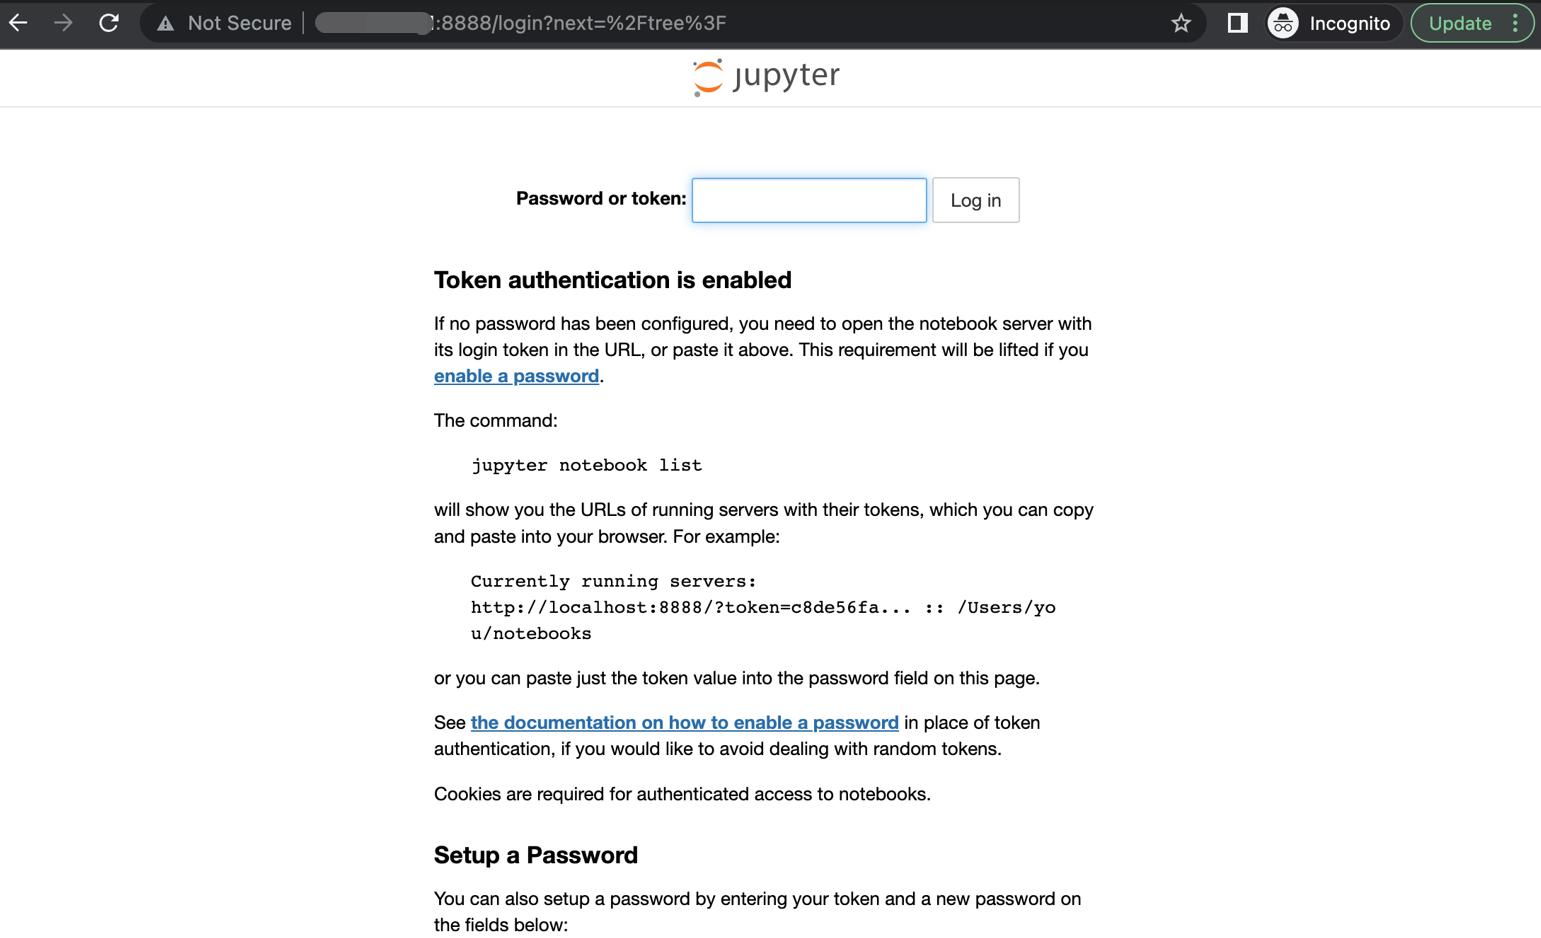 Not Secure
:8888/login?next=%2Ftree%3F
Incognito
Update
jupyter
Password or token:
Log in
Token authentication is enabled
If no password has been configured, you need to open the notebook server with
its login token in the URL, or paste it above. This requirement will be lifted if you
enable a password.
The command:
jupyter notebook list
will show you the URLs of running servers with their tokens, which you can copy
and paste into your browser. For example:
Currently running servers:
http://localhost:8888/?token=c8de56fa... :: /Users/yo
u/notebooks
or you can paste just the token value into the password field on this page.
See the documentation on how to enable a password in place of token
authentication, if you would like to avoid dealing with random tokens.
Cookies are required for authenticated access to notebooks.
Setup a Password
You can also setup a password by entering your token and a new password on
the fields below: